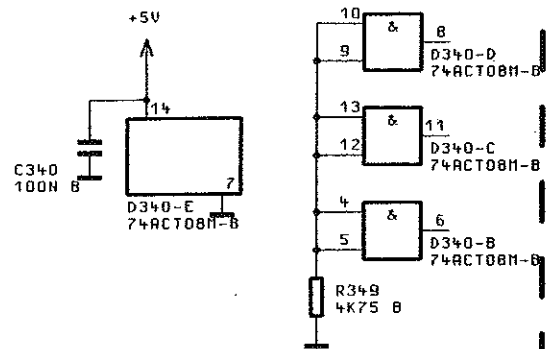 +5V
14
C340
100N B
7
D340-E
74ACT08M-B
10
&
8
9
D340-D
74ACT08M-B
13
&
11
12
D340-C
74ACT08M-B
4
&
6
5
D340-B
74ACT08M-B
R349
4K75 B